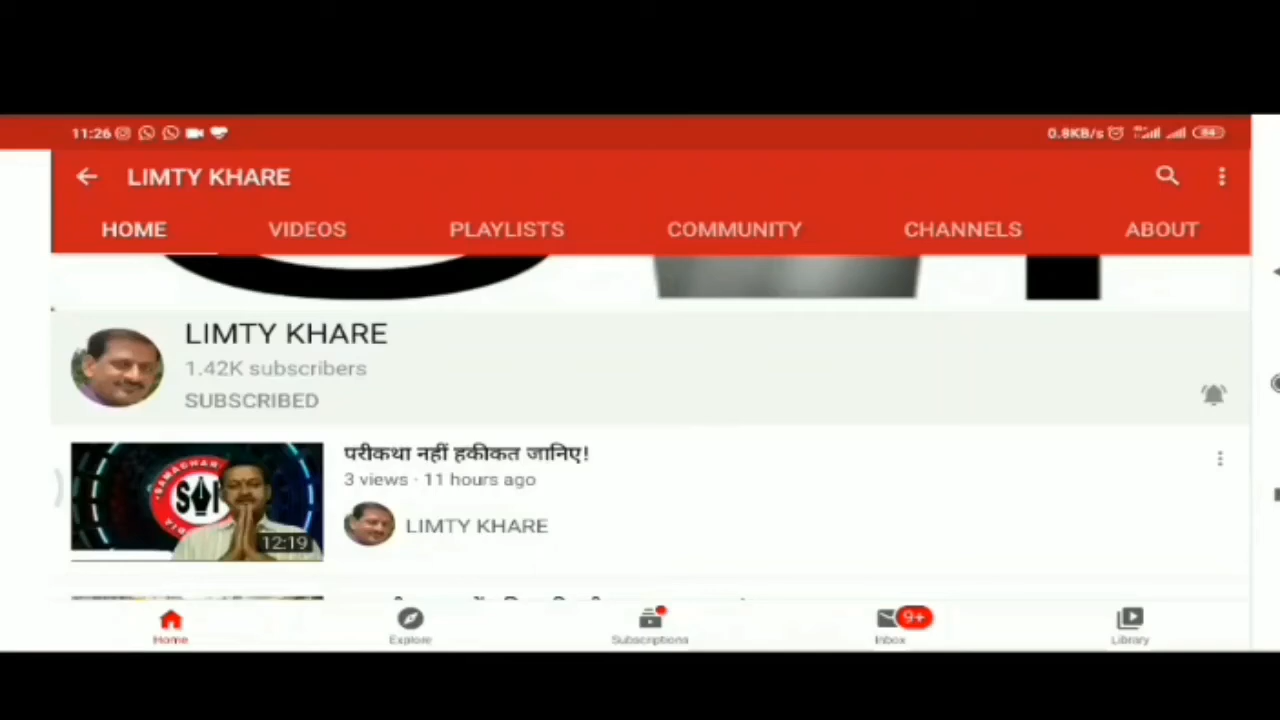 11:26
0.8KB/s
84
LIMTY KHARE
HOME VIDEOS PLAYLISTS COMMUNITY CHANNELS ABOUT
LIMTY KHARE
1.42K subscribers
SUBSCRIBED
परीकथा नहीं हकीकत जानिए!
3 views · 11 hours ago
LIMTY KHARE
SAMACHAR
12:19
Home Explore Subscriptions Inbox 9+ Library